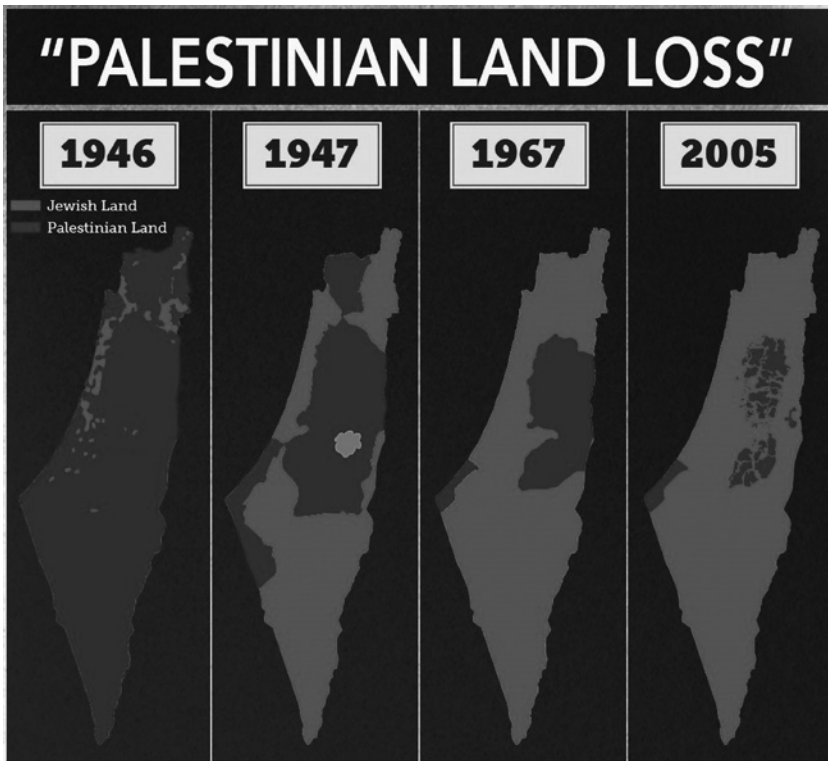 “PALESTINIAN LAND LOSS”
1946
1947
1967
2005
Jewish Land
Palestinian Land